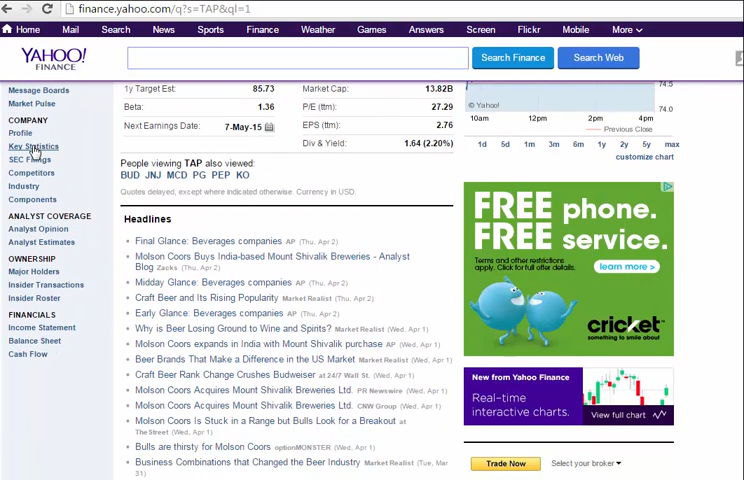 finance.yahoo.com/q?s=TAP&ql=1
Home Mail Search News Sports Finance Weather Games Answers Screen Flickr Mobile More
YAHOO!
FINANCE
Search Finance
Search Web
Message Boards
Market Pulse
COMPANY
Profile
Key Statistics
SEC Filings
Competitors
Industry
Components
ANALYST COVERAGE
Analyst Opinion
Analyst Estimates
OWNERSHIP
Major Holders
Insider Transactions
Insider Roster
FINANCIALS
Income Statement
Balance Sheet
Cash Flow
1y Target Est: 85.73
Beta: 1.36
Next Earnings Date: 7-May-15
Market Cap: 13.82B
P/E (ttm): 27.29
EPS (ttm): 2.76
Div & Yield: 1.64 (2.20%)
People viewing TAP also viewed:
BUD JNJ MCD PG PEP KO
Quotes delayed, except where indicated otherwise. Currency in USD.
Headlines
Final Glance: Beverages companies AP (Thu, Apr 2)
Molson Coors Buys India-based Mount Shivalik Breweries - Analyst
Blog Zacks (Thu, Apr 2)
Midday Glance: Beverages companies AP (Thu, Apr 2)
Craft Beer and Its Rising Popularity Market Realist (Thu, Apr 2)
Early Glance: Beverages companies AP (Thu, Apr 2)
Why is Beer Losing Ground to Wine and Spirits? Market Realist (Wed, Apr 1)
Molson Coors expands in India with Mount Shivalik purchase AP (Wed, Apr 1)
Beer Brands That Make a Difference in the US Market Market Realist (Wed, Apr 1)
Craft Beer Rank Change Crushes Budweiser at 24/7 Wall St. (Wed, Apr 1)
Molson Coors Acquires Mount Shivalik Breweries Ltd. PR Newswire (Wed, Apr 1)
Molson Coors Acquires Mount Shivalik Breweries Ltd. CNW Group (Wed, Apr 1)
Molson Coors Is Stuck in a Range but Bulls Look for a Breakout at
TheStreet (Wed, Apr 1)
Bulls are thirsty for Molson Coors optionMONSTER (Wed, Apr 1)
Business Combinations that Changed the Beer Industry Market Realist (Tue, Mar
31)
74.5
74.0
© Yahoo!
10am 12pm 2pm 4pm
Previous Close
1d 5d 1m 3m 6m 1y 2y 5y max
customize chart
FREE phone.
FREE service.
Terms and other restrictions
apply. Click for full offer details.
learn more >
cricket
something to smile about
New from Yahoo Finance
Real-time
interactive charts.
View full chart
Trade Now
Select your broker